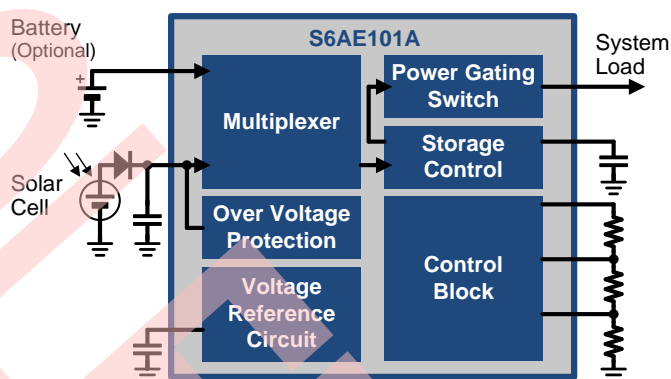 Battery
(Optional)
+
S6AE101A
System
Load
Multiplexer
Power Gating
Switch
Storage
Control
Solar
Cell
Over Voltage
Protection
Voltage
Reference
Circuit
Control
Block